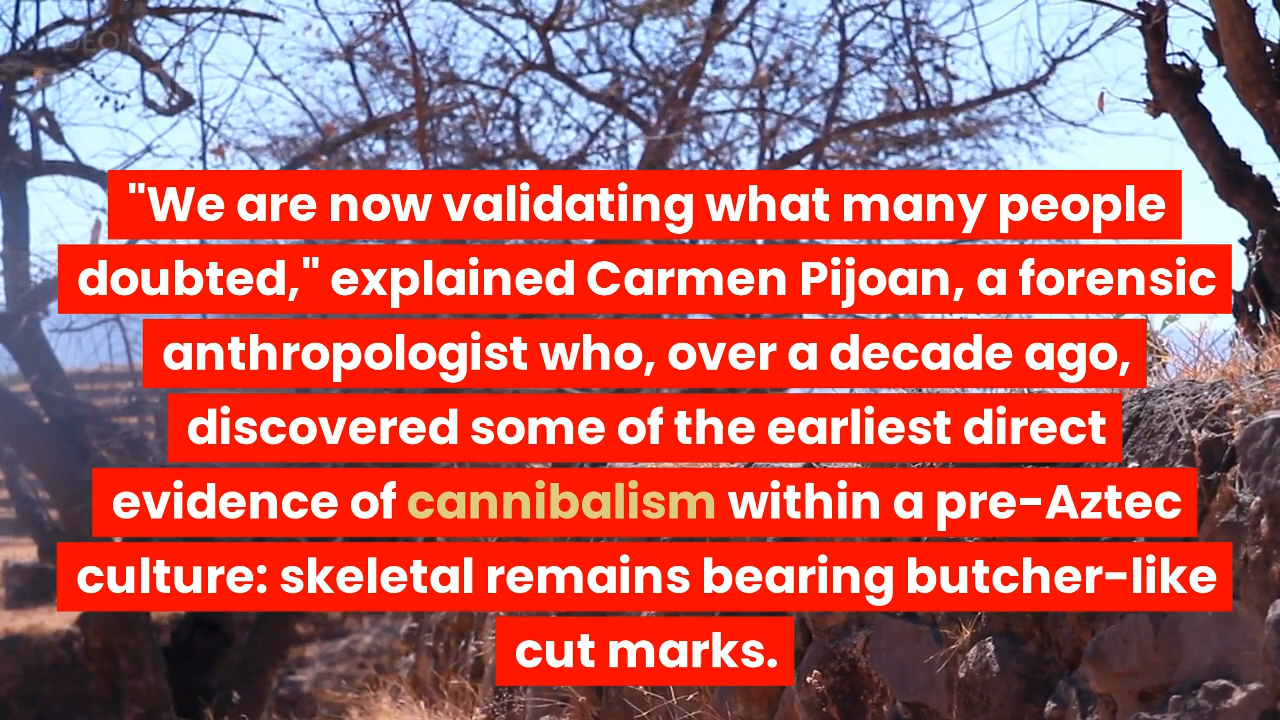 "We are now validating what many people
doubted," explained Carmen Pijoan, a forensic
anthropologist who, over a decade ago,
discovered some of the earliest direct
evidence of cannibalism within a pre-Aztec
culture: skeletal remains bearing butcher-like
cut marks.